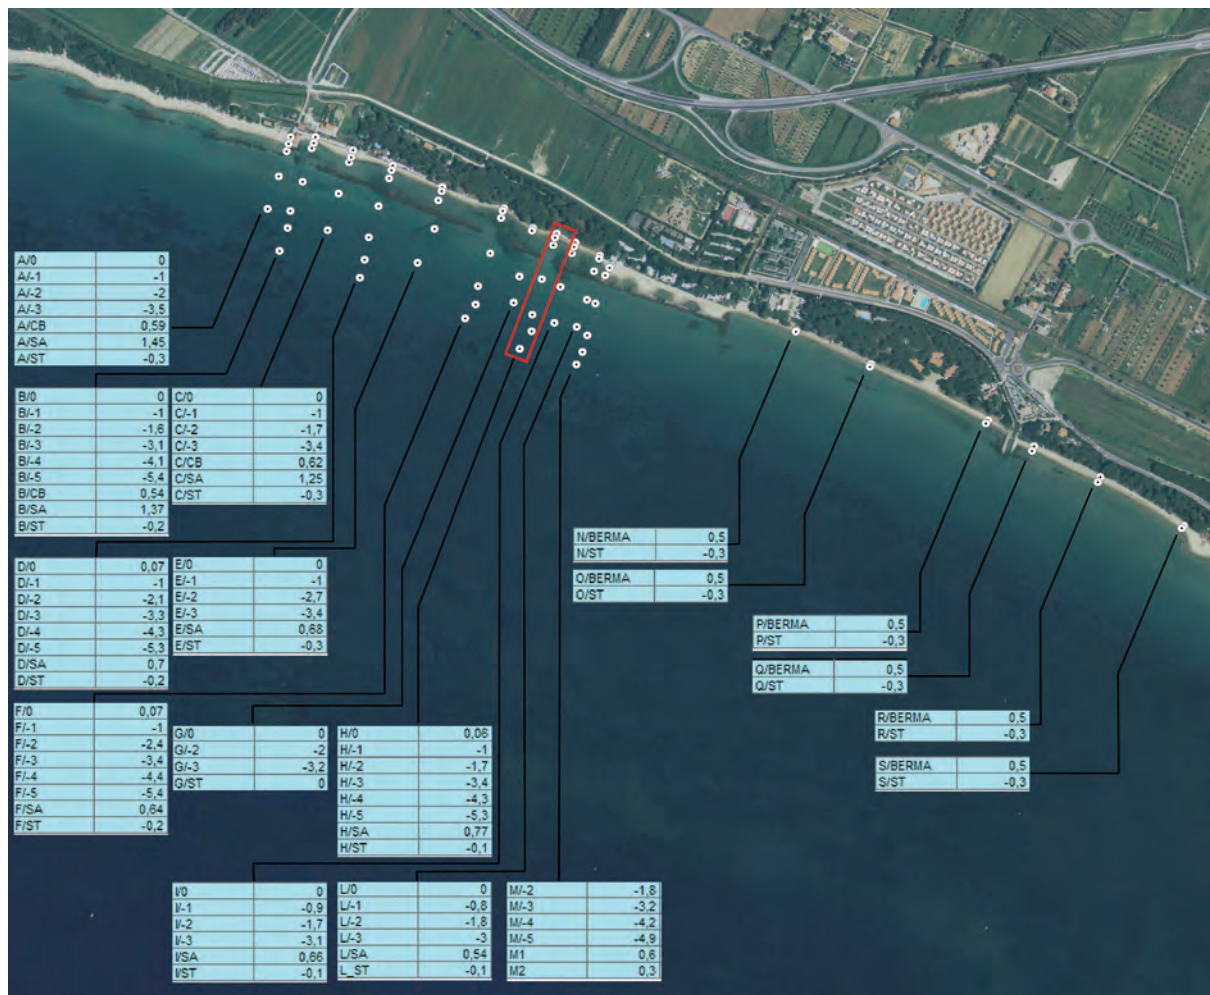 A/0 0
A/-1 -1
A/-2 -2
A/-3 -3,5
A/CB 0,59
A/SA 1,45
A/ST -0,3
B/0 0
B/-1 -1
B/-2 -1,6
B/-3 -3,1
B/-4 -4,1
B/-5 -5,4
B/CB 0,54
B/SA 1,37
B/ST -0,2
C/0 0
C/-1 -1
C/-2 -1,7
C/-3 -3,4
C/CB 0,62
C/SA 1,25
C/ST -0,3
D/0 0,07
D/-1 -1
D/-2 -2,1
D/-3 -3,3
D/-4 -4,3
D/-5 -5,3
D/SA 0,7
D/ST -0,2
E/0 0
E/-1 -1
E/-2 -2,7
E/-3 -3,4
E/SA 0,68
E/ST -0,3
F/0 0,07
F/-1 -1
F/-2 -2,4
F/-3 -3,4
F/-4 -4,4
F/-5 -5,4
F/SA 0,64
F/ST -0,2
G/0 0
G/-2 -2
G/-3 -3,2
G/ST 0
H/0 0,06
H/-1 -1
H/-2 -1,7
H/-3 -3,4
H/-4 -4,3
H/-5 -5,3
H/SA 0,77
H/ST -0,1
I/0 0
I/-1 -0,9
I/-2 -1,7
I/-3 -3,1
I/SA 0,66
I/ST -0,1
L/0 0
L/-1 -0,8
L/-2 -1,8
L/-3 -3
L/SA 0,54
L_ST -0,1
M/-2 -1,8
M/-3 -3,2
M/-4 -4,2
M/-5 -4,9
M1 0,6
M2 0,3
N/BERMA 0,5
N/ST -0,3
O/BERMA 0,5
O/ST -0,3
P/BERMA 0,5
P/ST -0,3
Q/BERMA 0,5
Q/ST -0,3
R/BERMA 0,5
R/ST -0,3
S/BERMA 0,5
S/ST -0,3